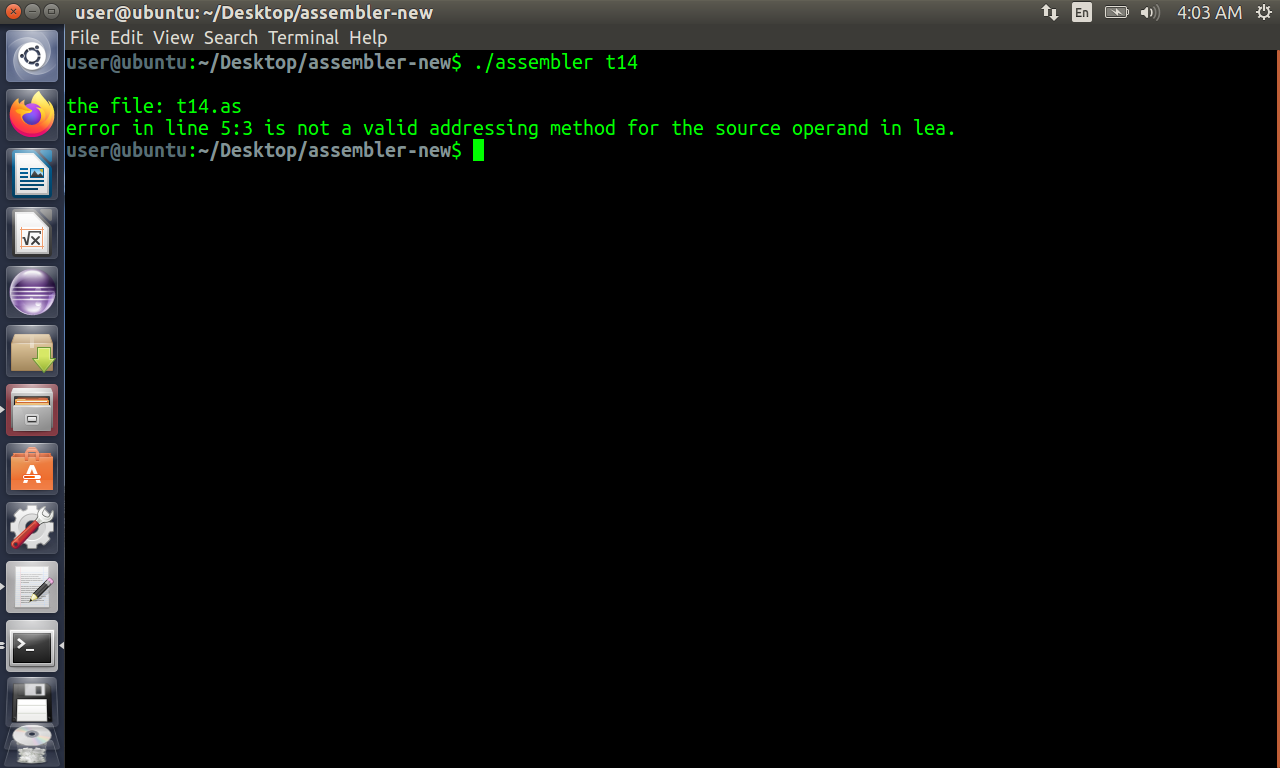 user@ubuntu: ~/Desktop/assembler-new
En
4:03 AM
File Edit View Search Terminal Help
user@ubuntu:~/Desktop/assembler-new$ ./assembler t14
the file: t14.as
error in line 5:3 is not a valid addressing method for the source operand in lea.
user@ubuntu:~/Desktop/assembler-new$